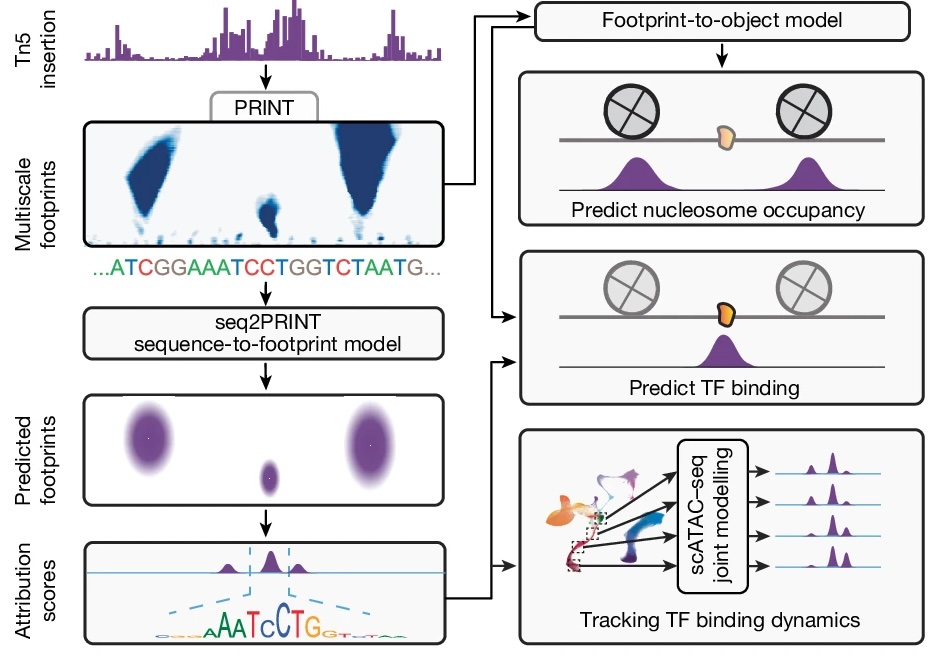 Tn5
insertion
PRINT
Multiscale
footprints
...ATCGGAAATCCTGGTCTAATG...
seq2PRINT
sequence-to-footprint model
Predicted
footprints
Attribution
scores
AAATCCTGG
Footprint-to-object model
Predict nucleosome occupancy
Predict TF binding
scATAC–seq
joint modelling
Tracking TF binding dynamics